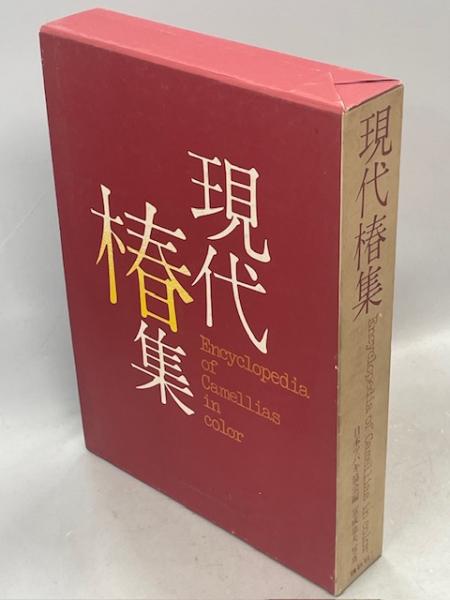 現代
椿集
Encyclopedia
of
Camellias
in
color
現代椿集
Encyclopedia of Camellias in color